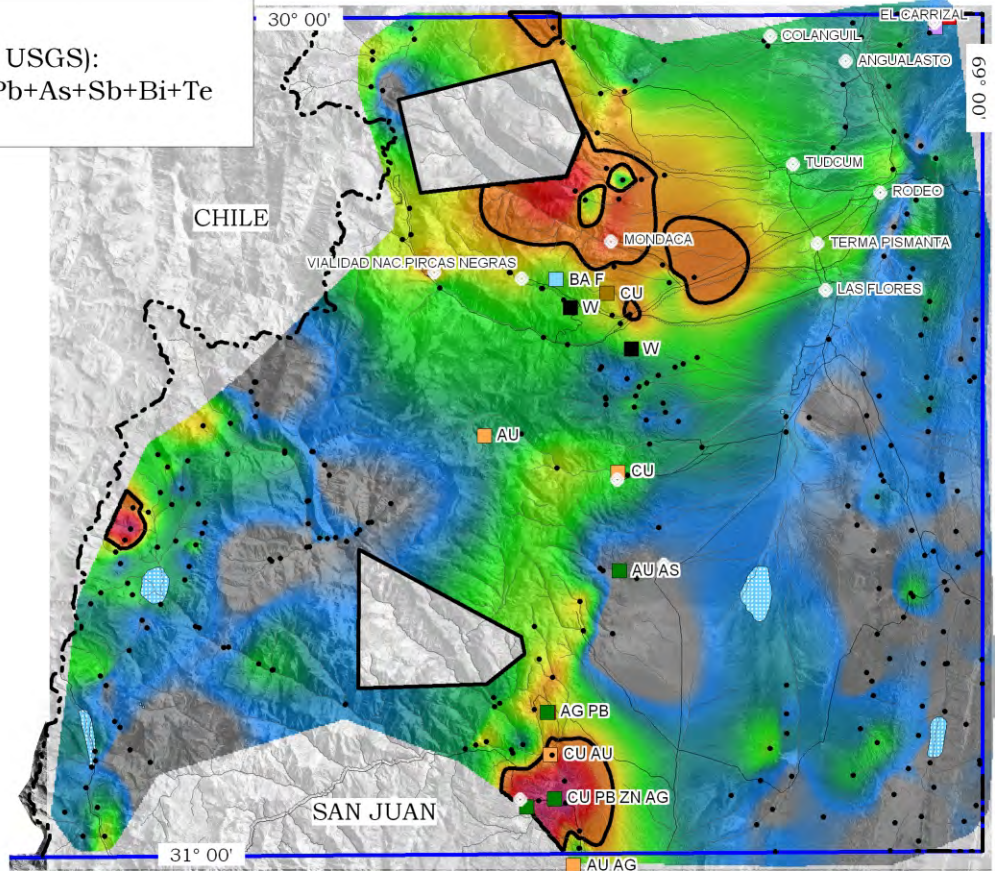 USGS):
Pb+As+Sb+Bi+Te
30° 00'
EL CARRIZAL
COLANGUIL
ANGUALASTO
69° 00'
TUDCUM
RODEO
CHILE
MONDACA
TERMA PISMANTA
VIALIDAD NAC.PIRCAS NEGRAS
BA F
CU
LAS FLORES
W
W
AU
CU
AU AS
AG PB
CU AU
CU PB ZN AG
SAN JUAN
31° 00'
AU AG